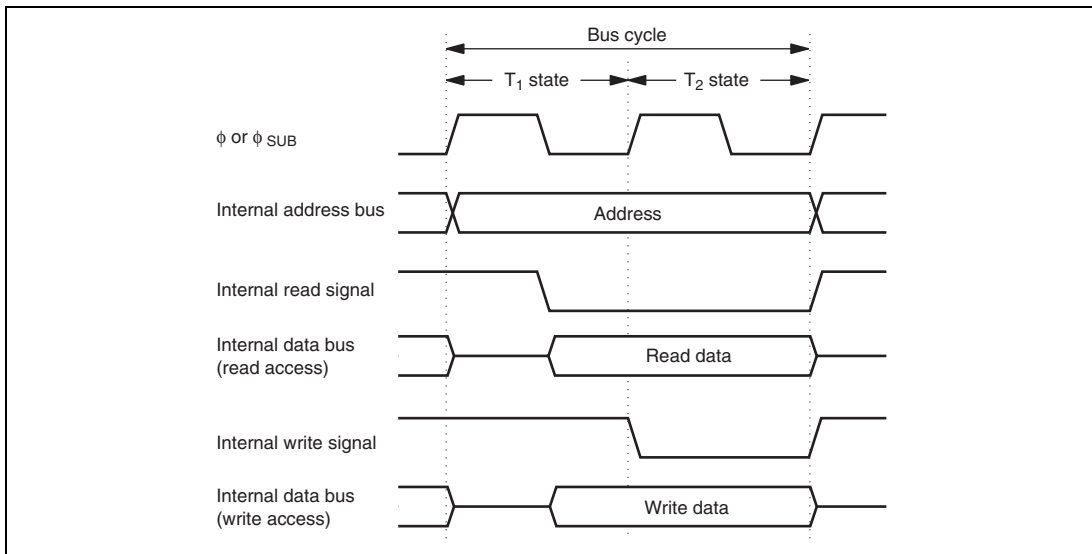 Bus cycle
T₁ state
T₂ state
ϕ or ϕ SUB
Internal address bus
Address
Internal read signal
Internal data bus
(read access)
Read data
Internal write signal
Internal data bus
(write access)
Write data